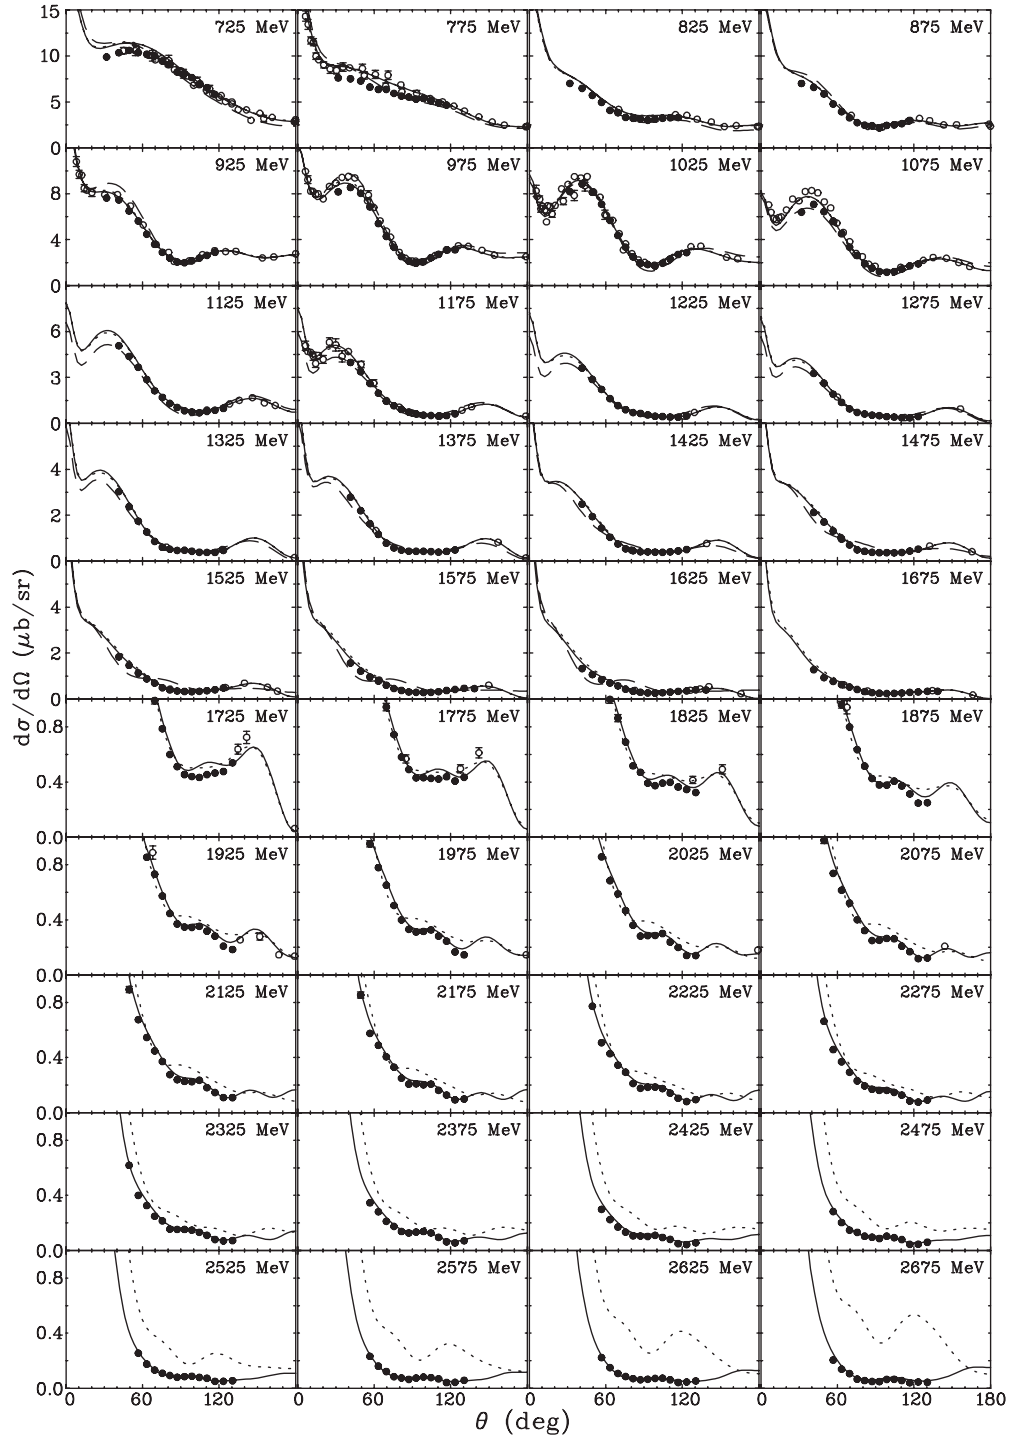 15
10
5
0
725 MeV
775 MeV
825 MeV
875 MeV
8
4
0
925 MeV
975 MeV
1025 MeV
1075 MeV
6
3
0
1125 MeV
1175 MeV
1225 MeV
1275 MeV
4
2
0
1325 MeV
1375 MeV
1425 MeV
1475 MeV
dσ/dΩ (μb/sr)
4
2
0
1525 MeV
1575 MeV
1625 MeV
1675 MeV
0.8
0.4
0.0
1725 MeV
1775 MeV
1825 MeV
1875 MeV
0.8
0.4
0.0
1925 MeV
1975 MeV
2025 MeV
2075 MeV
0.8
0.4
0.0
2125 MeV
2175 MeV
2225 MeV
2275 MeV
0.8
0.4
0.0
2325 MeV
2375 MeV
2425 MeV
2475 MeV
0.8
0.4
0.0
2525 MeV
2575 MeV
2625 MeV
2675 MeV
0 60 120 0 60 120 0 60 120 0 60 120 180
θ (deg)